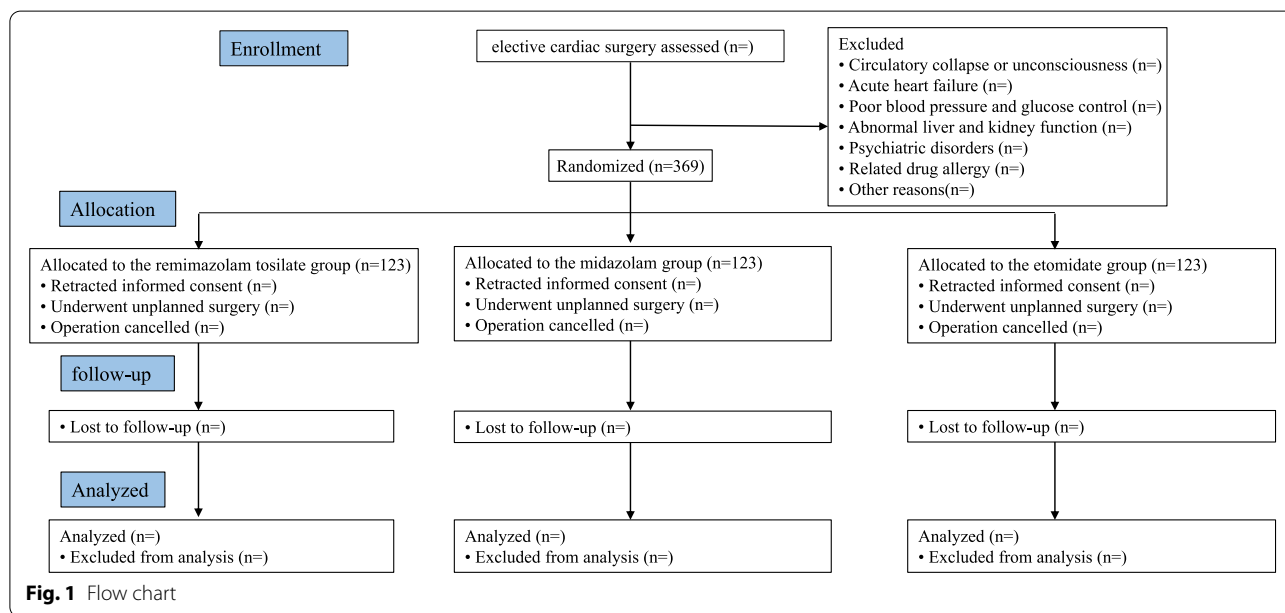 Enrollment
elective cardiac surgery assessed (n=)
Excluded
• Circulatory collapse or unconsciousness (n=)
• Acute heart failure (n=)
• Poor blood pressure and glucose control (n=)
• Abnormal liver and kidney function (n=)
• Psychiatric disorders (n=)
• Related drug allergy (n=)
• Other reasons(n=)
Randomized (n=369)
Allocation
Allocated to the remimazolam tosilate group (n=123)
• Retracted informed consent (n=)
• Underwent unplanned surgery (n=)
• Operation cancelled (n=)
Allocated to the midazolam group (n=123)
• Retracted informed consent (n=)
• Underwent unplanned surgery (n=)
• Operation cancelled (n=)
Allocated to the etomidate group (n=123)
• Retracted informed consent (n=)
• Underwent unplanned surgery (n=)
• Operation cancelled (n=)
follow-up
• Lost to follow-up (n=)
• Lost to follow-up (n=)
• Lost to follow-up (n=)
Analyzed
Analyzed (n=)
• Excluded from analysis (n=)
Analyzed (n=)
• Excluded from analysis (n=)
Analyzed (n=)
• Excluded from analysis (n=)
Fig. 1 Flow chart